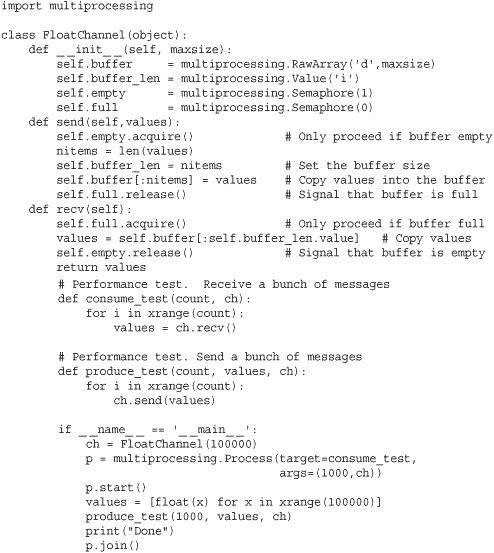 import multiprocessing
class FloatChannel(object):
    def __init__(self, maxsize):
        self.buffer     = multiprocessing.RawArray('d',maxsize)
        self.buffer_len = multiprocessing.Value('i')
        self.empty      = multiprocessing.Semaphore(1)
        self.full       = multiprocessing.Semaphore(0)
    def send(self,values):
        self.empty.acquire()            # Only proceed if buffer empty
        nitems = len(values)
        self.buffer_len = nitems        # Set the buffer size
        self.buffer[:nitems] = values   # Copy values into the buffer
        self.full.release()             # Signal that buffer is full
    def recv(self):
        self.full.acquire()             # Only proceed if buffer full
        values = self.buffer[:self.buffer_len.value]   # Copy values
        self.empty.release()            # Signal that buffer is empty
        return values
        # Performance test.  Receive a bunch of messages
        def consume_test(count, ch):
            for i in xrange(count):
                values = ch.recv()
        # Performance test. Send a bunch of messages
        def produce_test(count, values, ch):
            for i in xrange(count):
                ch.send(values)
        if __name__ == '__main__':
            ch = FloatChannel(100000)
            p = multiprocessing.Process(target=consume_test,
                                        args=(1000,ch))
            p.start()
            values = [float(x) for x in xrange(100000)]
            produce_test(1000, values, ch)
            print("Done")
            p.join()